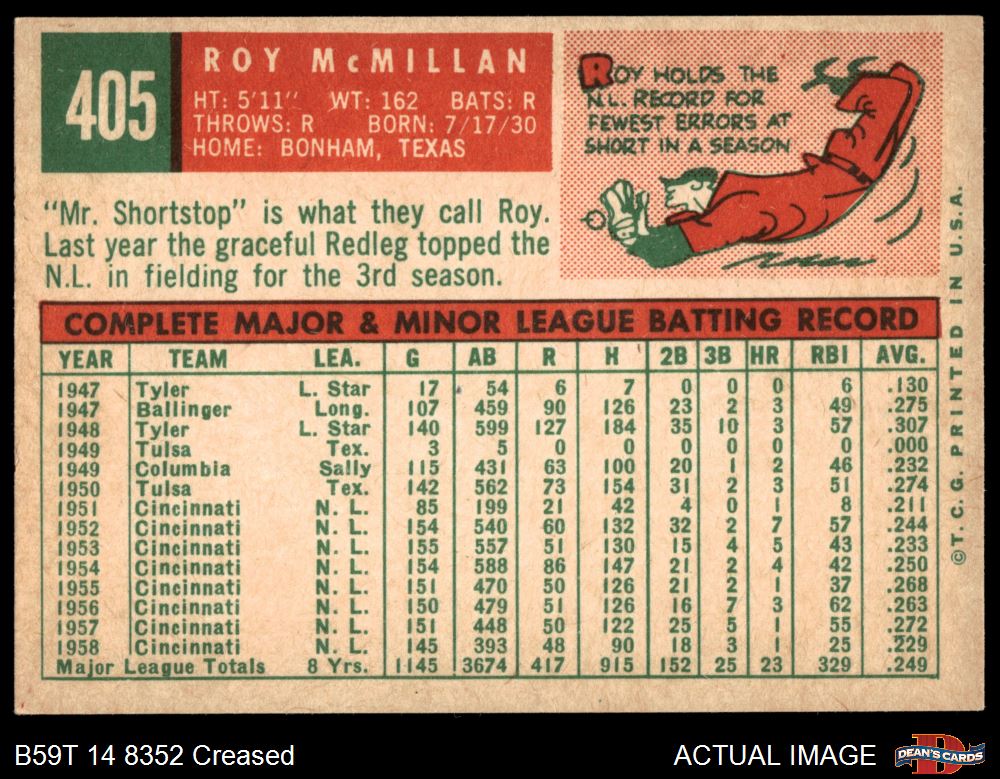 405
ROY McMILLAN
HT: 5'11" WT: 162 BATS: R
THROWS: R BORN: 7/17/30
HOME: BONHAM, TEXAS
ROY HOLDS THE
N.L. RECORD FOR
FEWEST ERRORS AT
SHORT IN A SEASON
"Mr. Shortstop" is what they call Roy.
Last year the graceful Redleg topped the
N.L. in fielding for the 3rd season.
COMPLETE MAJOR & MINOR LEAGUE BATTING RECORD
YEAR TEAM LEA. G AB R H 2B 3B HR RBI AVG.
1947 Tyler L. Star 17 54 6 7 0 0 0 6 .130
1947 Ballinger Long. 107 459 90 126 23 2 3 49 .275
1948 Tyler L. Star 140 599 127 184 35 10 3 57 .307
1949 Tulsa Tex. 3 5 0 0 0 0 0 0 .000
1949 Columbia Sally 115 431 63 100 20 1 2 46 .232
1950 Tulsa Tex. 142 562 73 154 31 2 3 51 .274
1951 Cincinnati N. L. 85 199 21 42 4 0 1 8 .211
1952 Cincinnati N. L. 154 540 60 132 32 2 7 57 .244
1953 Cincinnati N. L. 155 557 51 130 15 4 5 43 .233
1954 Cincinnati N. L. 154 588 86 147 21 2 4 42 .250
1955 Cincinnati N. L. 151 470 50 126 21 2 1 37 .268
1956 Cincinnati N. L. 150 479 51 126 16 7 3 62 .263
1957 Cincinnati N. L. 151 448 50 122 25 5 1 55 .272
1958 Cincinnati N. L. 145 393 48 90 18 3 1 25 .229
Major League Totals 8 Yrs. 1145 3674 417 915 152 25 23 329 .249
©T. C. G. PRINTED IN U.S.A.
B59T 14 8352 Creased
ACTUAL IMAGE
DEAN'S CARDS